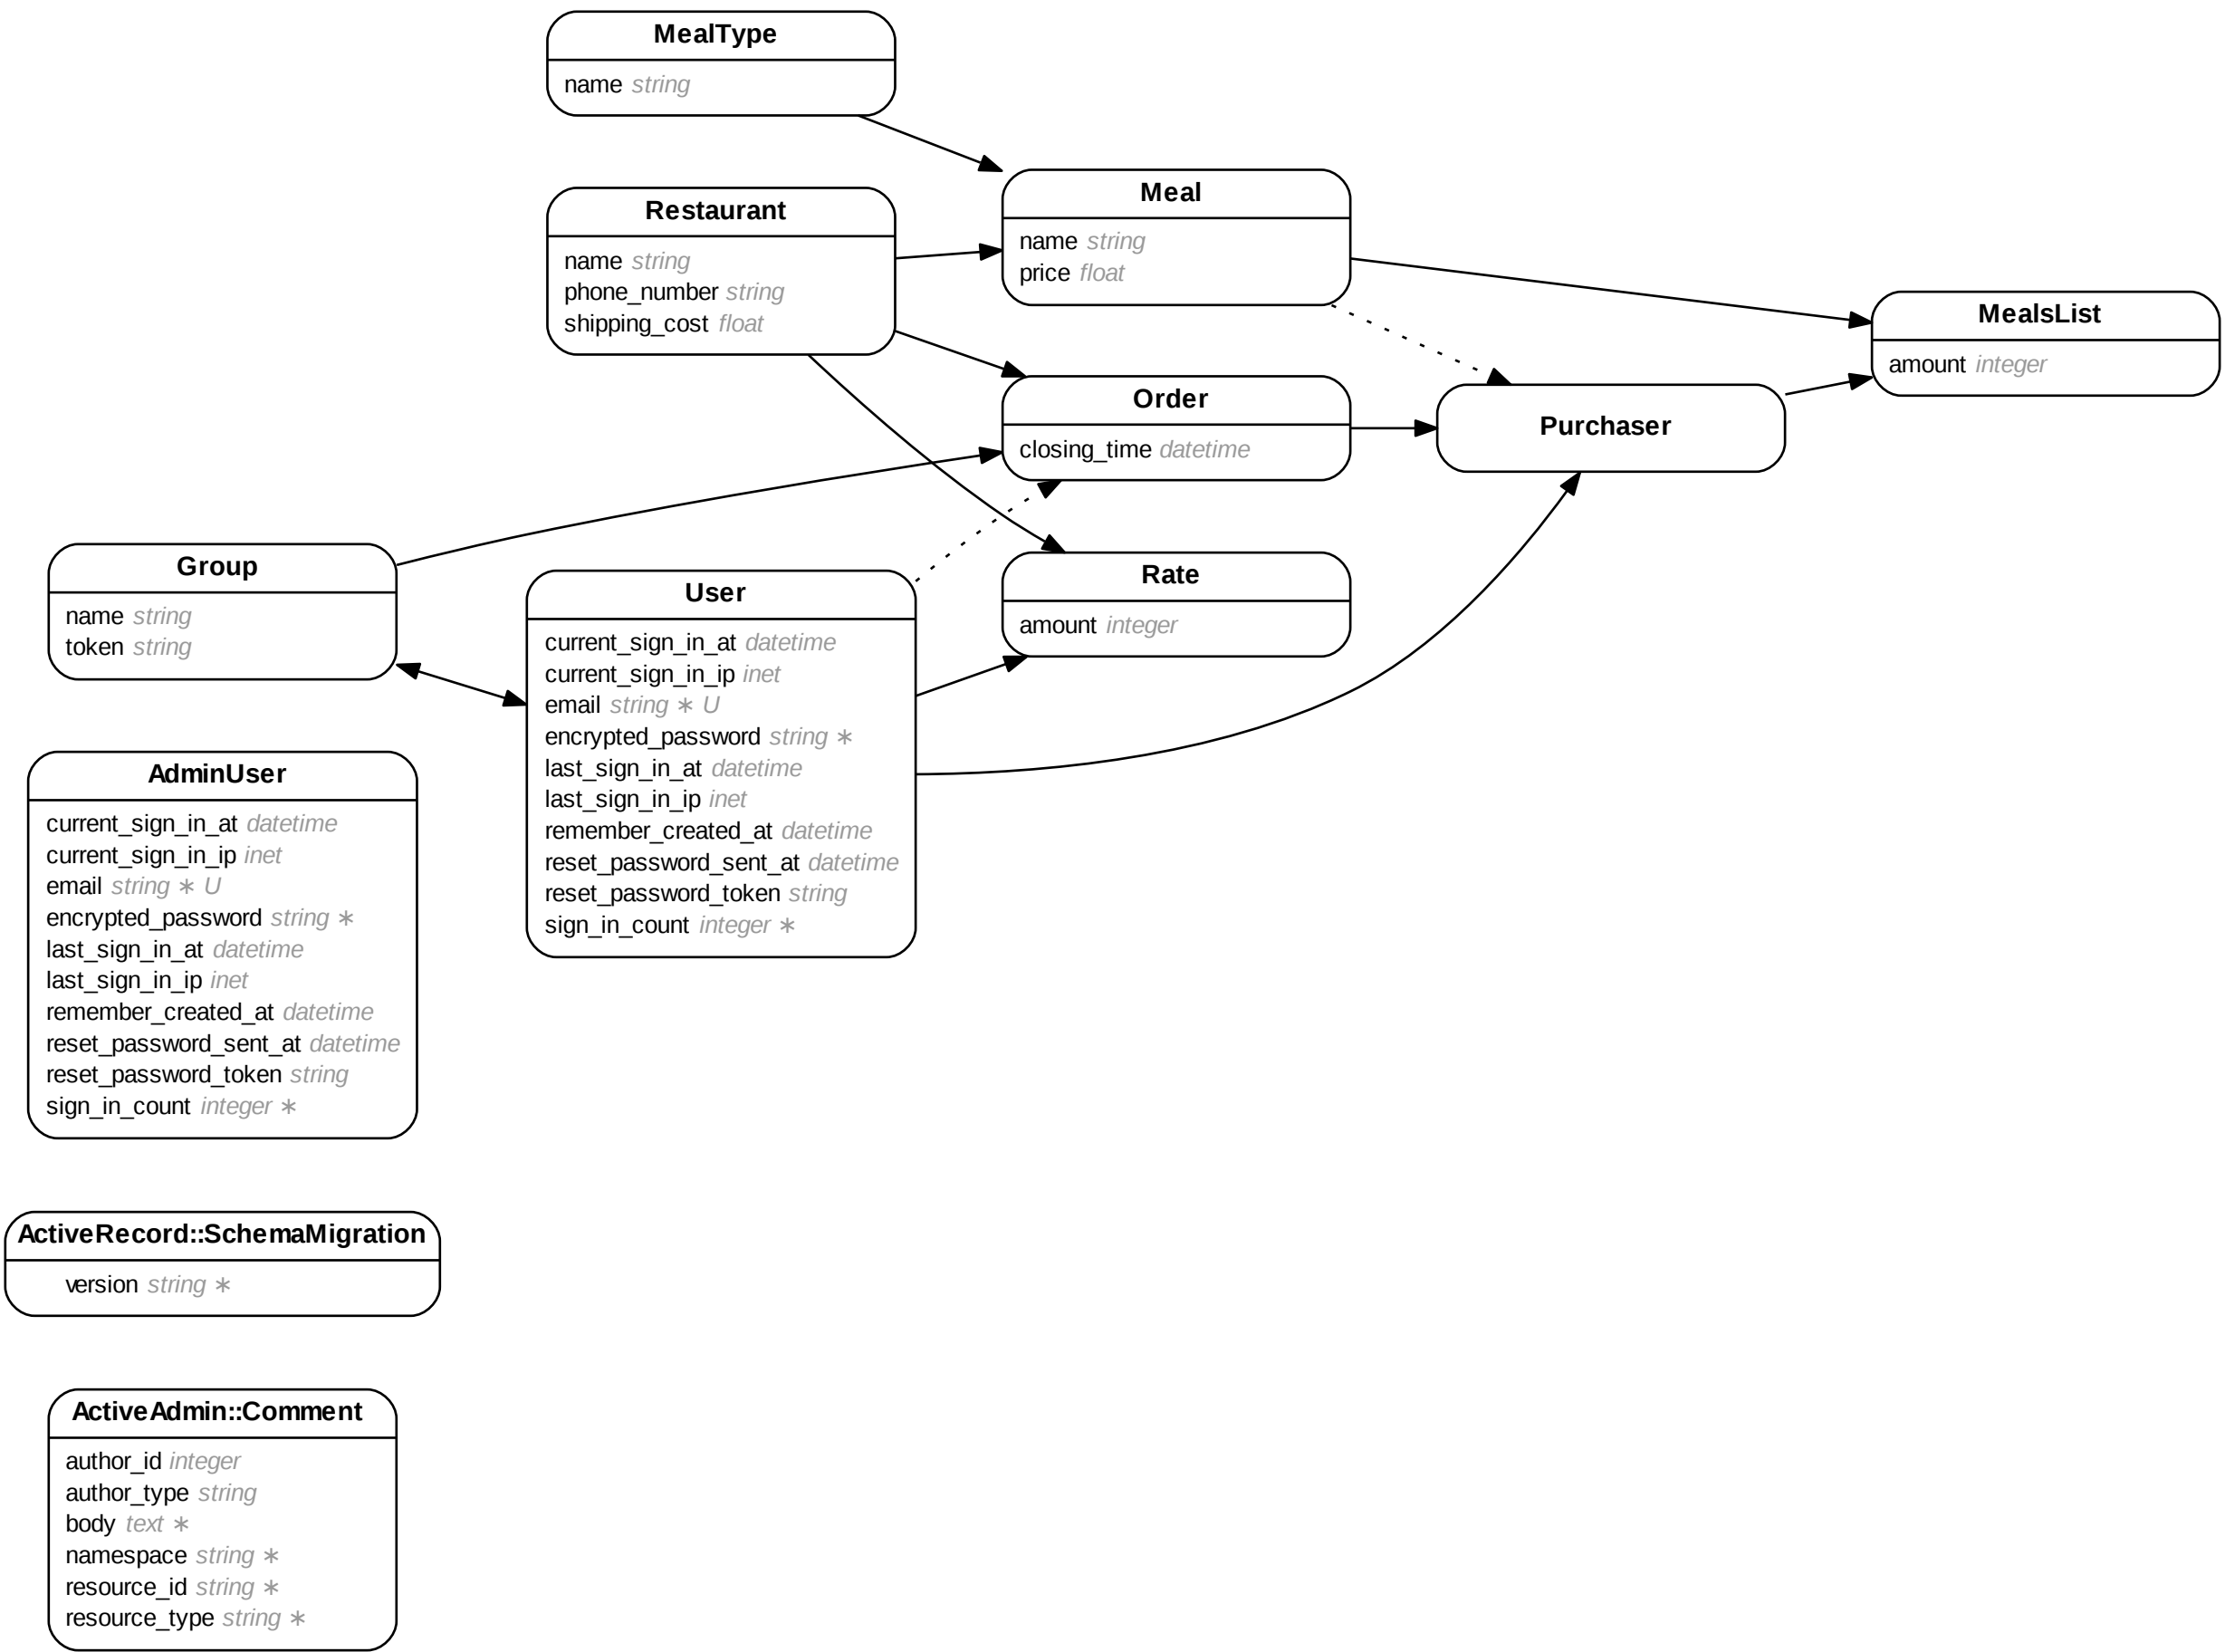 MealType
name string
Restaurant
name string
phone_number string
shipping_cost float
Meal
name string
price float
MealsList
amount integer
Order
closing_time datetime
Purchaser
Group
name string
token string
User
current_sign_in_at datetime
current_sign_in_ip inet
email string ∗ U
encrypted_password string ∗
last_sign_in_at datetime
last_sign_in_ip inet
remember_created_at datetime
reset_password_sent_at datetime
reset_password_token string
sign_in_count integer ∗
Rate
amount integer
AdminUser
current_sign_in_at datetime
current_sign_in_ip inet
email string ∗ U
encrypted_password string ∗
last_sign_in_at datetime
last_sign_in_ip inet
remember_created_at datetime
reset_password_sent_at datetime
reset_password_token string
sign_in_count integer ∗
ActiveRecord::SchemaMigration
version string ∗
ActiveAdmin::Comment
author_id integer
author_type string
body text ∗
namespace string ∗
resource_id string ∗
resource_type string ∗